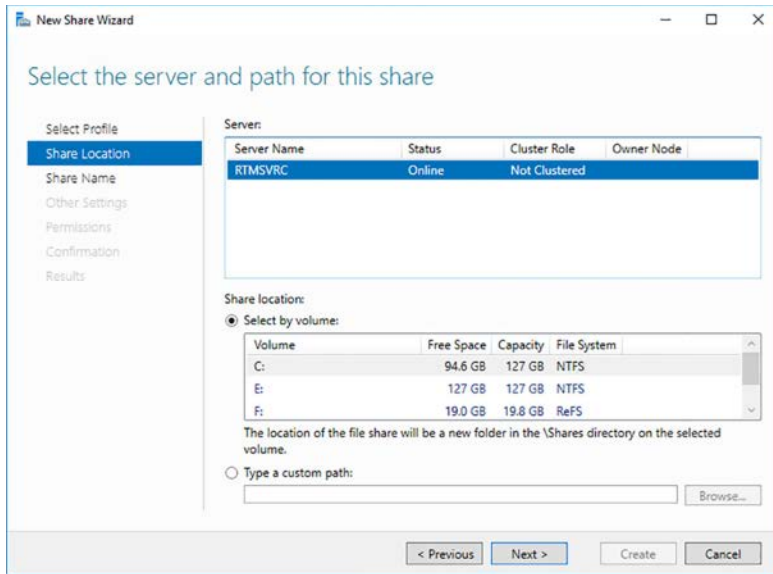 New Share Wizard
Select the server and path for this share
Select Profile
Share Location
Share Name
Other Settings
Permissions
Confirmation
Results
Server:
Server Name Status Cluster Role Owner Node
RTMSVRC Online Not Clustered
Share location:
Select by volume:
Volume Free Space Capacity File System
C: 94.6 GB 127 GB NTFS
E: 127 GB 127 GB NTFS
F: 19.0 GB 19.8 GB ReFS
The location of the file share will be a new folder in the \Shares directory on the selected
volume.
Type a custom path:
Browse...
< Previous Next > Create Cancel